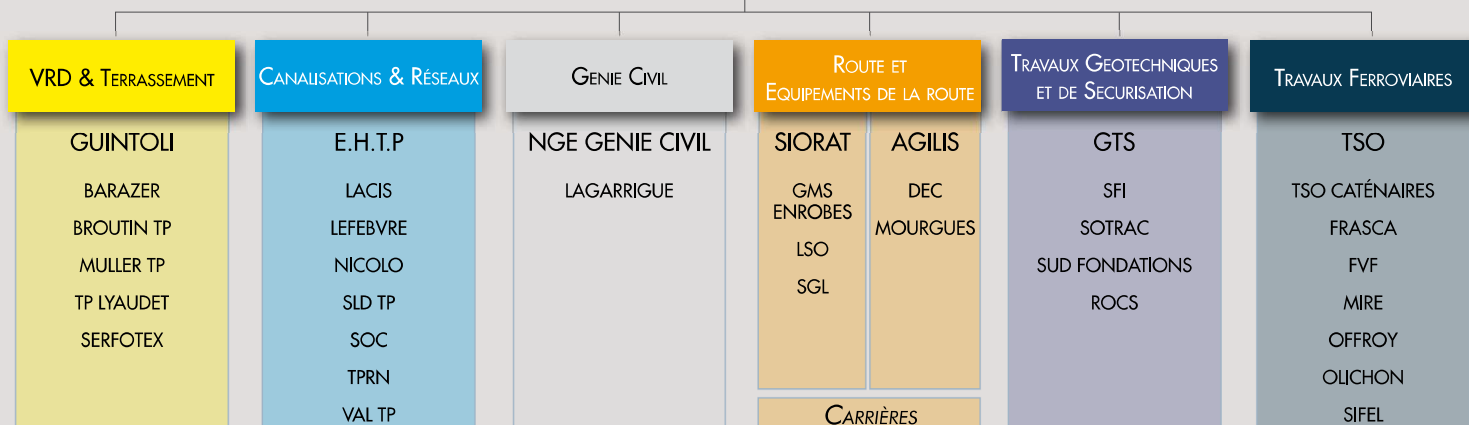 VRD & Terrassement
GUINTOLI
BARAZER
BROUTIN TP
MULLER TP
TP LYAUDET
SERFOTEX
Canalisations & Réseaux
E.H.T.P
LACIS
LEFEBVRE
NICOLO
SLD TP
SOC
TPRN
VAL TP
Genie Civil
NGE GENIE CIVIL
LAGARRIGUE
Route et
Equipements de la route
SIORAT
GMS
ENROBES
LSO
SGL
AGILIS
DEC
MOURGUES
Carrières
Travaux Geotechniques
et de Securisation
GTS
SFI
SOTRAC
SUD FONDATIONS
ROCS
Travaux Ferroviaires
TSO
TSO CATÉNAIRES
FRASCA
FVF
MIRE
OFFROY
OLICHON
SIFEL